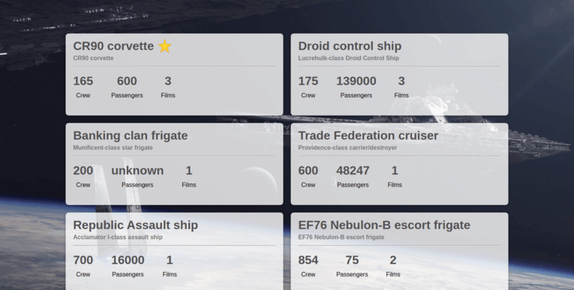 CR90 corvette ⭐
CR90 corvette
165 600 3
Crew Passengers Films
Droid control ship
Lucrehulk-class Droid Control Ship
175 139000 3
Crew Passengers Films
Banking clan frigate
Munificent-class star frigate
200 unknown 1
Crew Passengers Films
Trade Federation cruiser
Providence-class carrier/destroyer
600 48247 1
Crew Passengers Films
Republic Assault ship
Acclamator I-class assault ship
700 16000 1
Crew Passengers Films
EF76 Nebulon-B escort frigate
EF76 Nebulon-B escort frigate
854 75 2
Crew Passengers Films